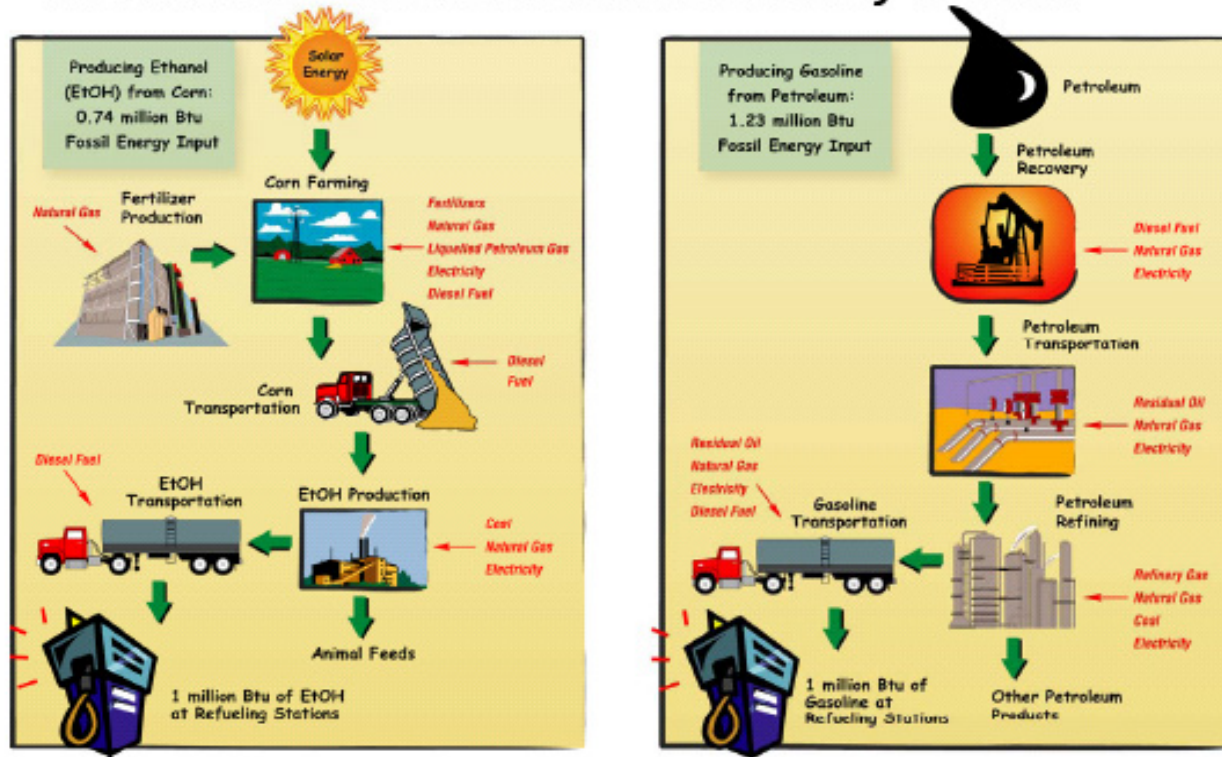 Producing Ethanol
(EtOH) from Corn:
0.74 million Btu
Fossil Energy Input
Solar
Energy
Corn Farming
Fertilizer
Production
Natural Gas
Fertilizers
Natural Gas
Liquefied Petroleum Gas
Electricity
Diesel Fuel
Corn
Transportation
Diesel
Fuel
Diesel Fuel
EtOH
Transportation
EtOH Production
Coal
Natural Gas
Electricity
Animal Feeds
1 million Btu of EtOH
at Refueling Stations
Producing Gasoline
from Petroleum:
1.23 million Btu
Fossil Energy Input
Petroleum
Petroleum
Recovery
Diesel Fuel
Natural Gas
Electricity
Petroleum
Transportation
Residual Oil
Natural Gas
Electricity
Residual Oil
Natural Gas
Electricity
Diesel Fuel
Gasoline
Transportation
Petroleum
Refining
Refinery Gas
Natural Gas
Coal
Electricity
1 million Btu of
Gasoline at
Refueling Stations
Other Petroleum
Products